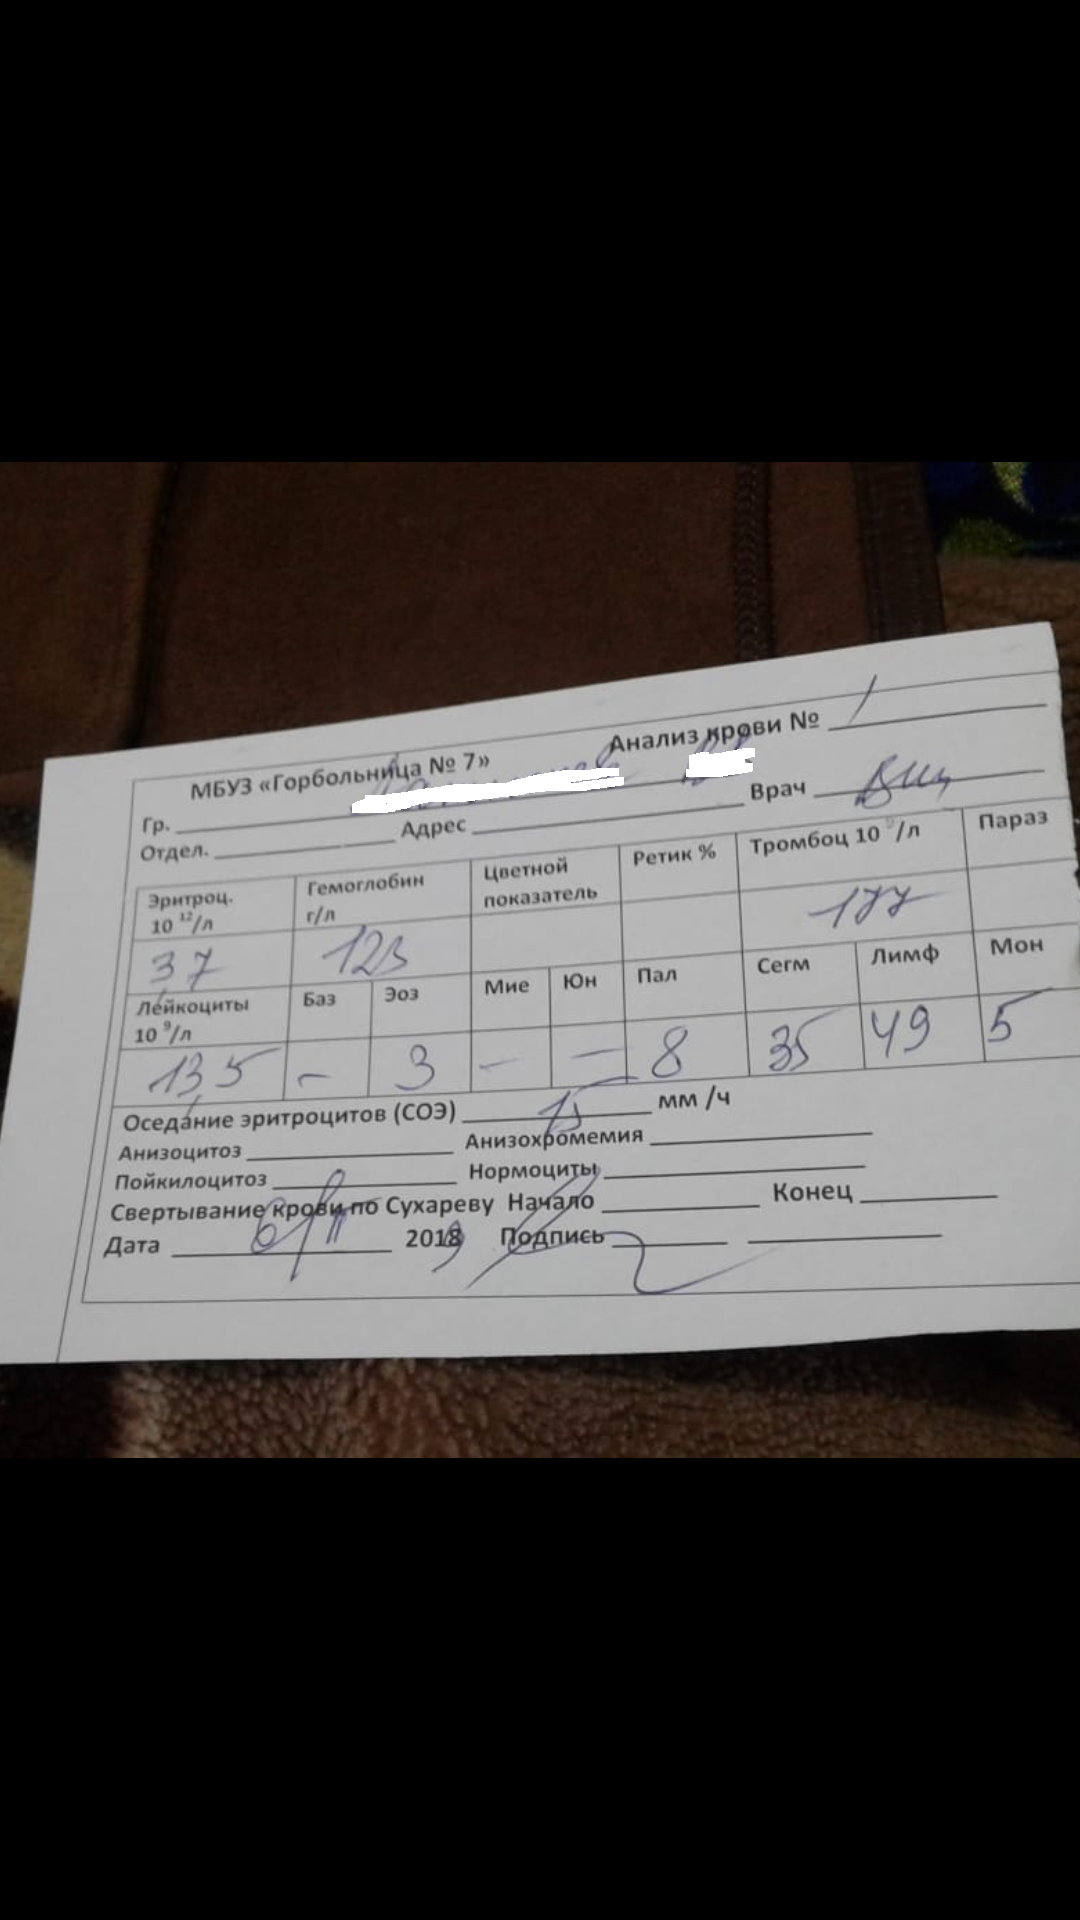 МБУЗ «Горбольница № 7»
Анализ крови №
Гр.
Отдел. Адрес Врач
Эритроц. 10 12/л Гемоглобин г/л Цветной показатель Ретик % Тромбоц 10 9/л Параз
3,7 123 177
Лейкоциты 10 9/л Баз Эоз Мие Юн Пал Сегм Лимф Мон
13,5 – 3 – – 8 35 49 5
Оседание эритроцитов (СОЭ) 15 мм /ч
Анизоцитоз Анизохромемия
Пойкилоцитоз Нормоциты
Свертывание крови по Сухареву Начало Конец
Дата 2018 Подпись